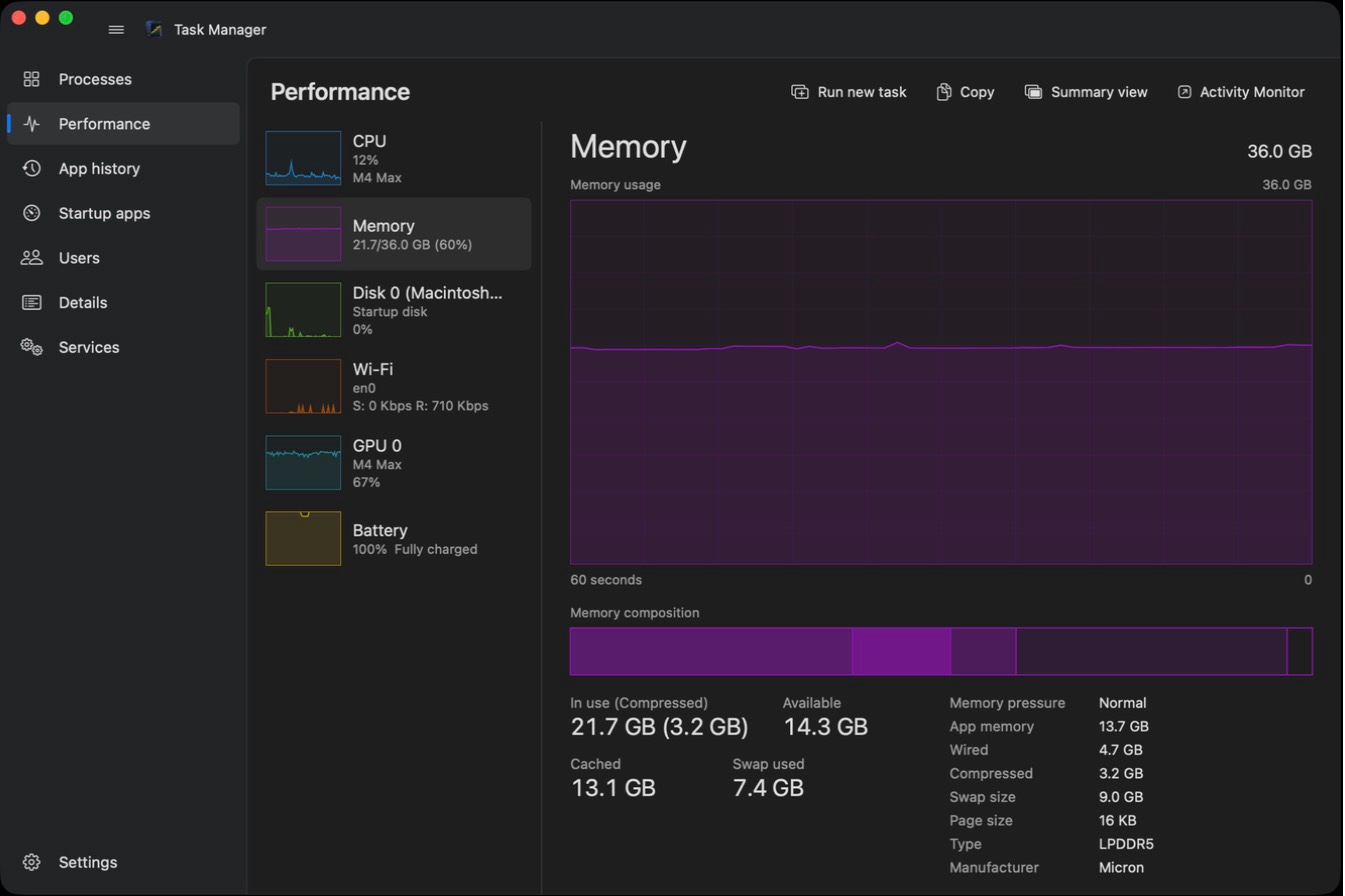 Task Manager
Processes
Performance
App history
Startup apps
Users
Details
Services
Settings
Performance
Run new task
Copy
Summary view
Activity Monitor
CPU
12%
M4 Max
Memory
21.7/36.0 GB (60%)
Disk 0 (Macintosh...
Startup disk
0%
Wi-Fi
en0
S: 0 Kbps R: 710 Kbps
GPU 0
M4 Max
67%
Battery
100% Fully charged
Memory
36.0 GB
Memory usage
36.0 GB
60 seconds
0
Memory composition
In use (Compressed)
21.7 GB (3.2 GB)
Available
14.3 GB
Cached
13.1 GB
Swap used
7.4 GB
Memory pressure Normal
App memory 13.7 GB
Wired 4.7 GB
Compressed 3.2 GB
Swap size 9.0 GB
Page size 16 KB
Type LPDDR5
Manufacturer Micron